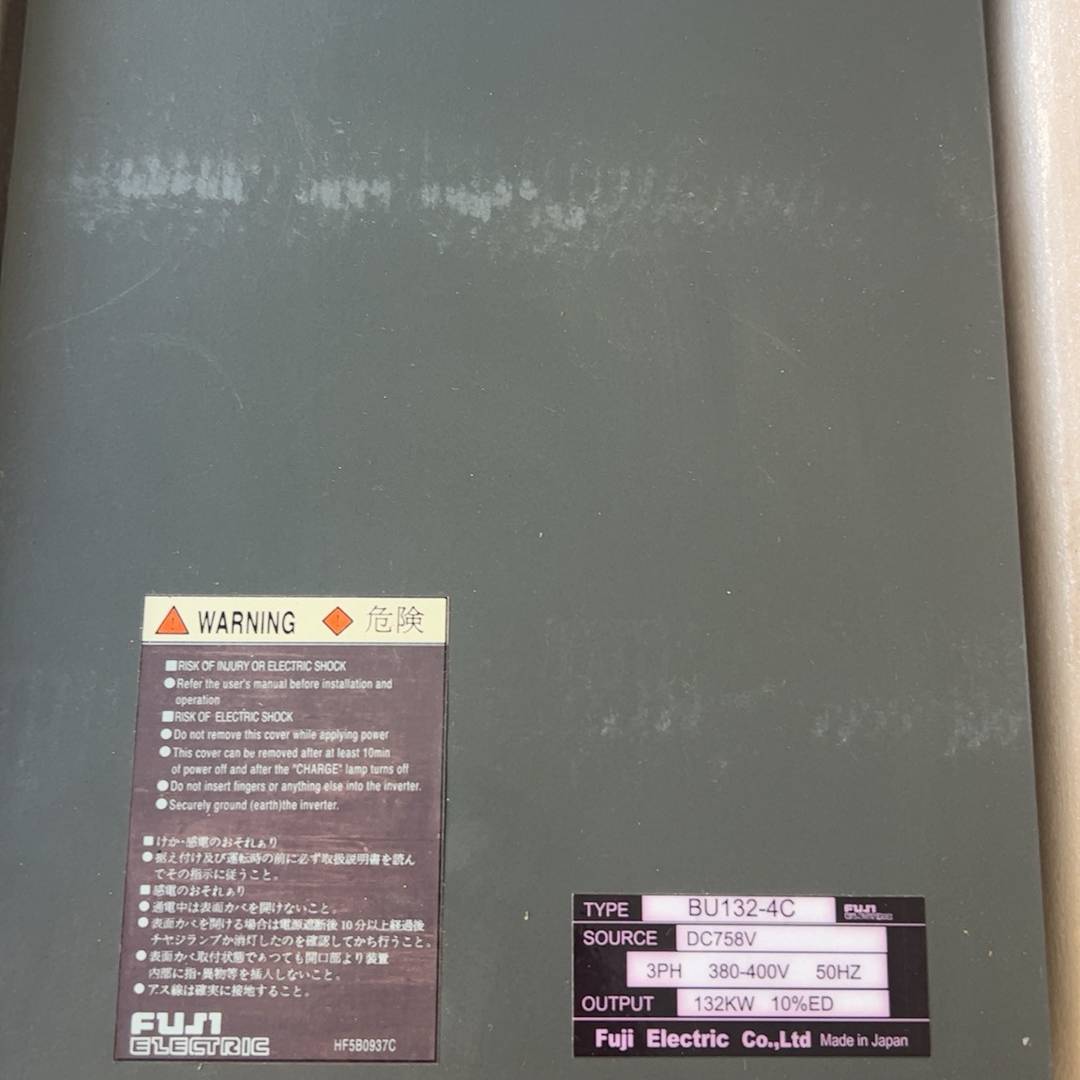 WARNING 危険
■RISK OF INJURY OR ELECTRIC SHOCK
●Refer the user's manual before installation and
operation
■RISK OF ELECTRIC SHOCK
●Do not remove this cover while applying power
●This cover can be removed after at least 10min
of power off and after the "CHARGE" lamp turns off
●Do not insert fingers or anything else into the inverter.
●Securely ground (earth)the inverter.
■けか・感電のおそれぁり
●据え付け及び運転時の前に必ず取扱説明書を読ん
でその指示に従うこと。
■感電のおそれぁり
●通電中は表面カバを開けないこと。
●表面カバを開ける場合は電源遮断後10分以上経過後
チヤジランプか消灯したのを確認してかち行うこと。
●表面カバ取付状態でぁつても開口部より装置
内部に指・異物等を插入しないこと。
●アス線は確実に接地すること。
FUJI
ELECTRIC
HF5B0937C
TYPE BU132-4C FUJI ELECTRIC
SOURCE DC758V
3PH 380-400V 50HZ
OUTPUT 132KW 10%ED
Fuji Electric Co.,Ltd Made in Japan